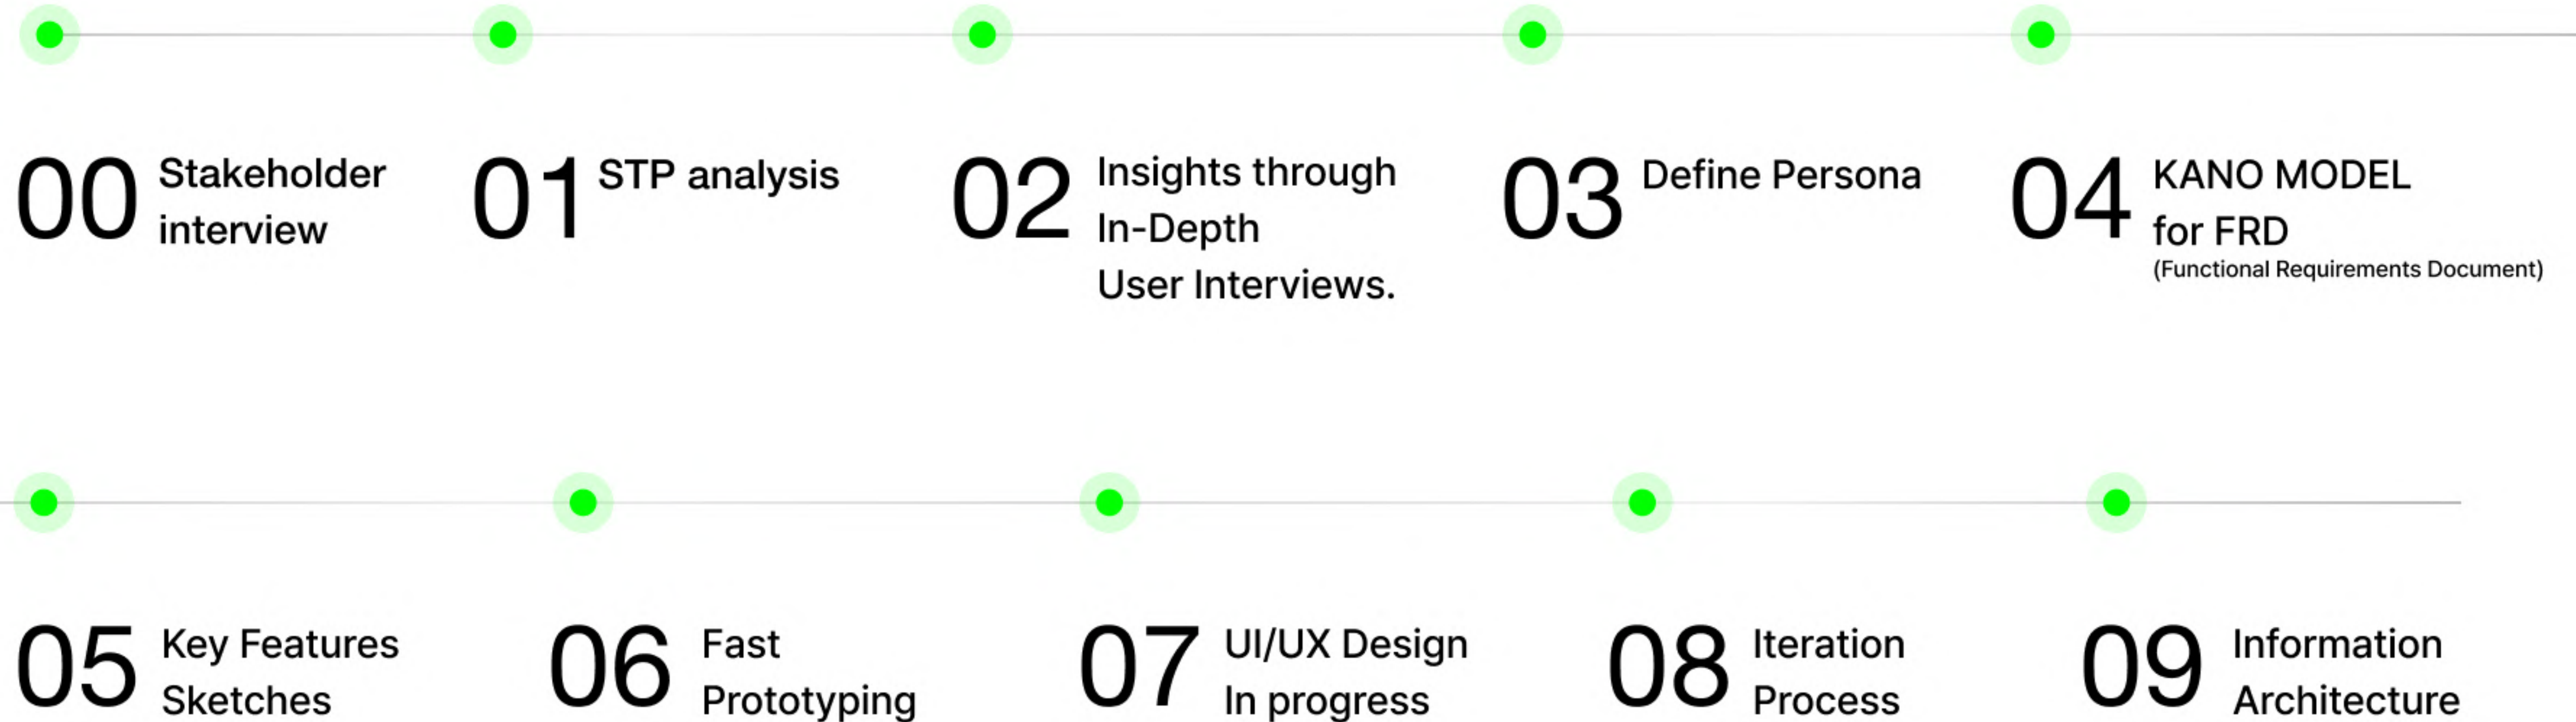 00 Stakeholder
interview
01 STP analysis
02 Insights through
In-Depth
User Interviews.
03 Define Persona
04 KANO MODEL
for FRD
(Functional Requirements Document)
05 Key Features
Sketches
06 Fast
Prototyping
07 UI/UX Design
In progress
08 Iteration
Process
09 Information
Architecture